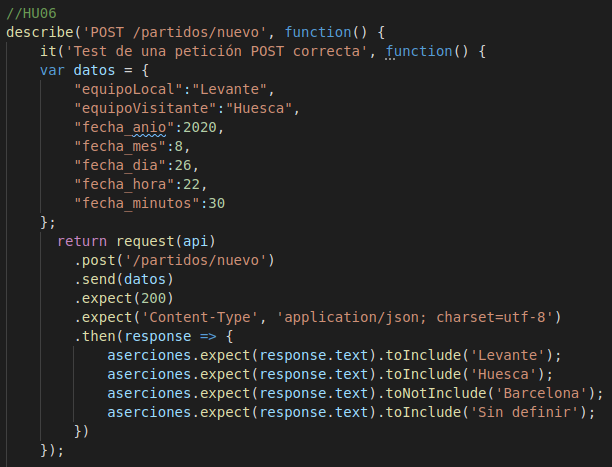 //HU06
describe('POST /partidos/nuevo', function() {
    it('Test de una petición POST correcta', function() {
    var datos = {
        "equipoLocal":"Levante",
        "equipoVisitante":"Huesca",
        "fecha_anio":2020,
        "fecha_mes":8,
        "fecha_dia":26,
        "fecha_hora":22,
        "fecha_minutos":30
    };
      return request(api)
        .post('/partidos/nuevo')
        .send(datos)
        .expect(200)
        .expect('Content-Type', 'application/json; charset=utf-8')
        .then(response => {
            aserciones.expect(response.text).toInclude('Levante');
            aserciones.expect(response.text).toInclude('Huesca');
            aserciones.expect(response.text).toNotInclude('Barcelona');
            aserciones.expect(response.text).toInclude('Sin definir');
        })
    });